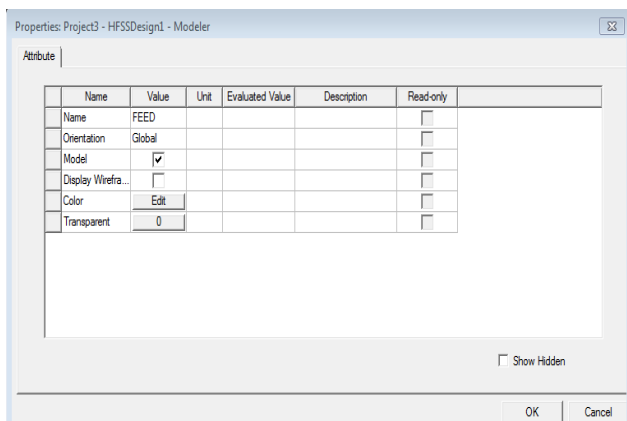 Properties: Project3 - HFSSDesign1 - Modeler
Attribute
Name Value Unit Evaluated Value Description Read-only
Name FEED
Orientation Global
Model
Display Wirefra...
Color Edit
Transparent 0
Show Hidden
OK Cancel